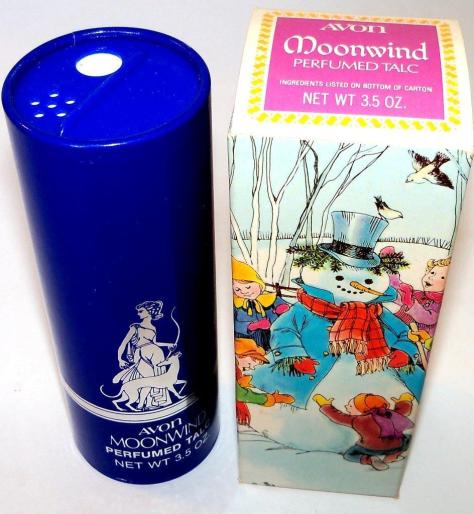 AVON
Moonwind
PERFUMED TALC
INGREDIENTS LISTED ON BOTTOM OF CARTON
NET WT 3.5 OZ.
AVON
MOONWIND
PERFUMED TALC
NET WT 3.5 OZ.